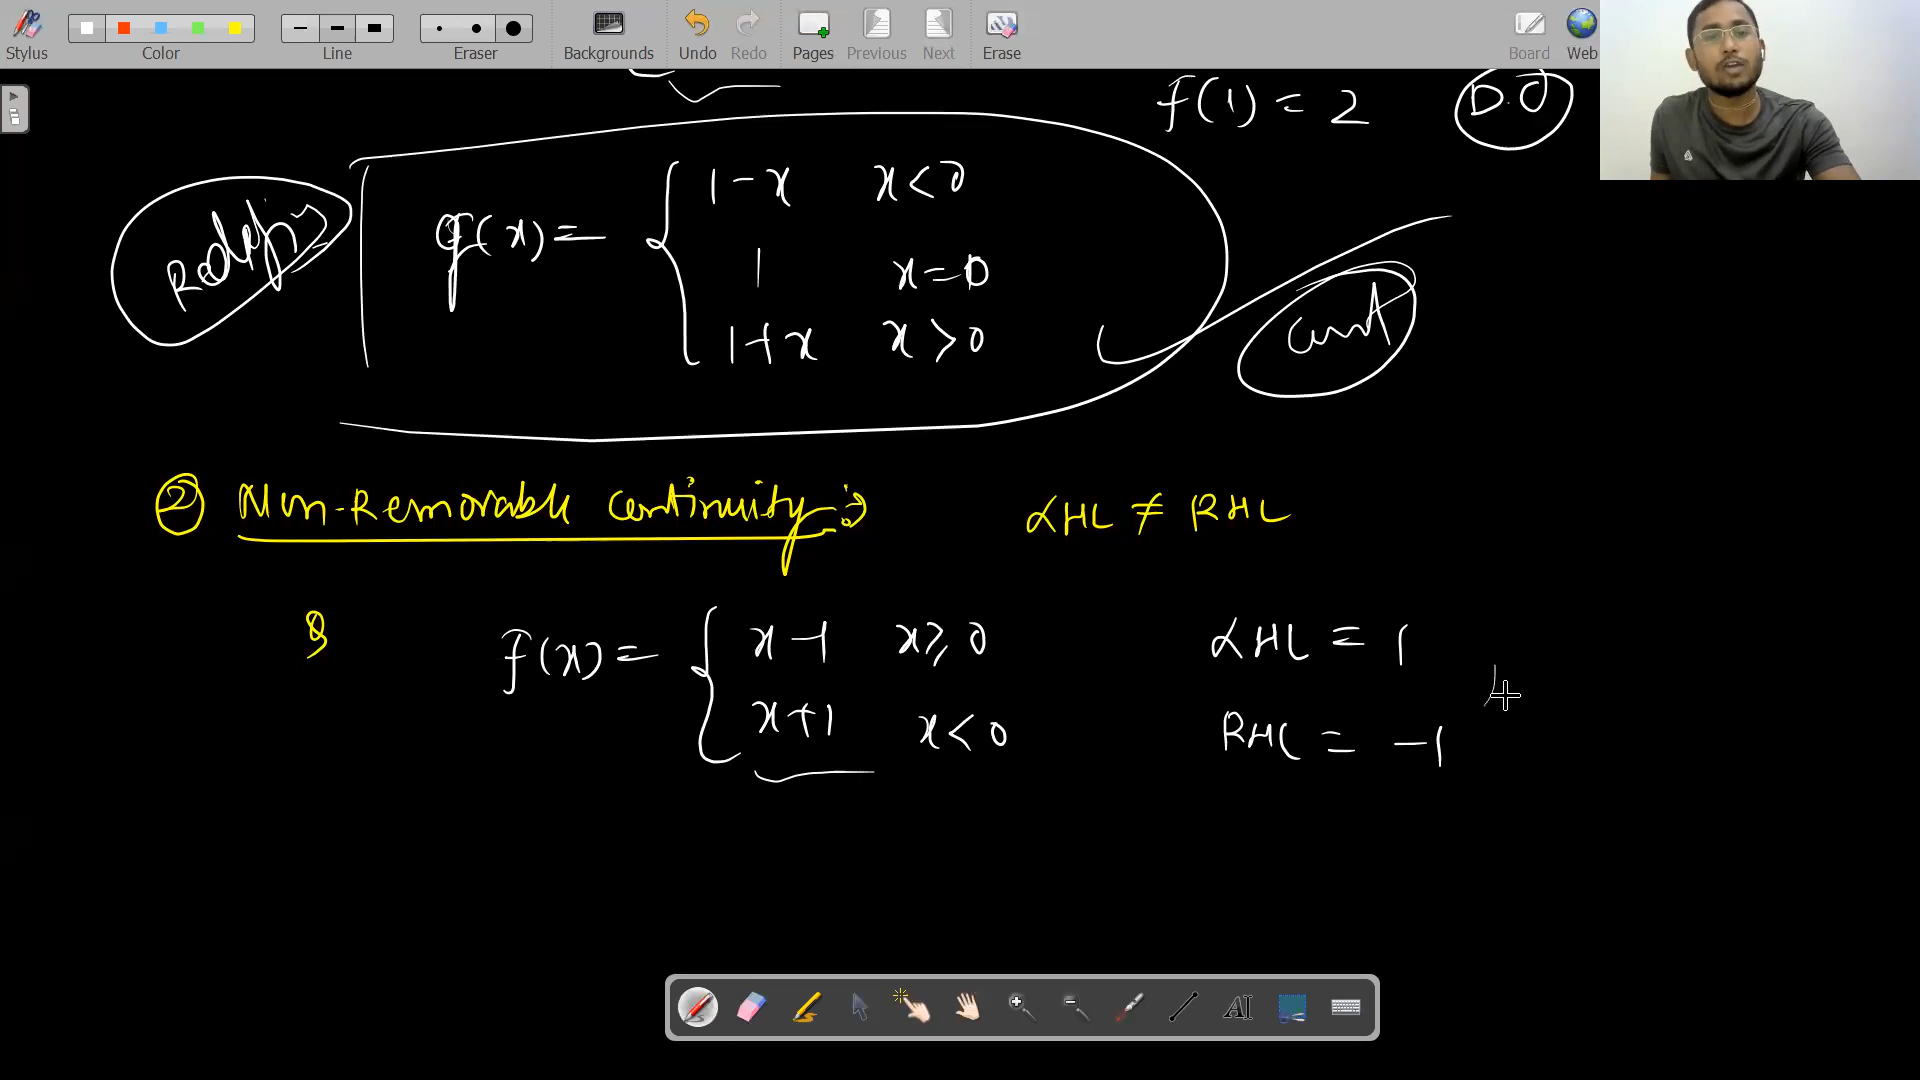 Stylus Color Line Eraser Backgrounds Undo Redo Pages Previous Next Erase Board Web
f(1) = 2 D.C
Redefine
g(x) = { 1-x x<0
1 x=0
1+x x>0
cont
② Non-Removable Continuity :→ LHL ≠ RHL
f(x) = { x-1 x≥0
x+1 x<0
LHL = 1
RHL = -1